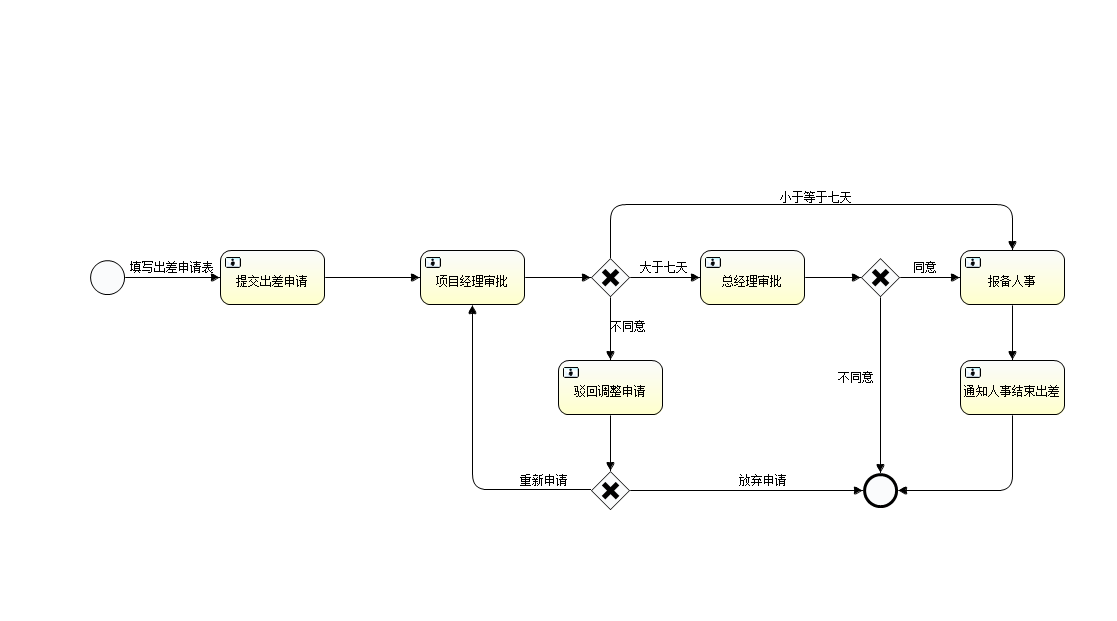 小于等于七天
填写出差申请表
大于七天
同意
提交出差申请
项目经理审批
总经理审批
报备人事
不同意
不同意
驳回调整申请
通知人事结束出差
重新申请
放弃申请